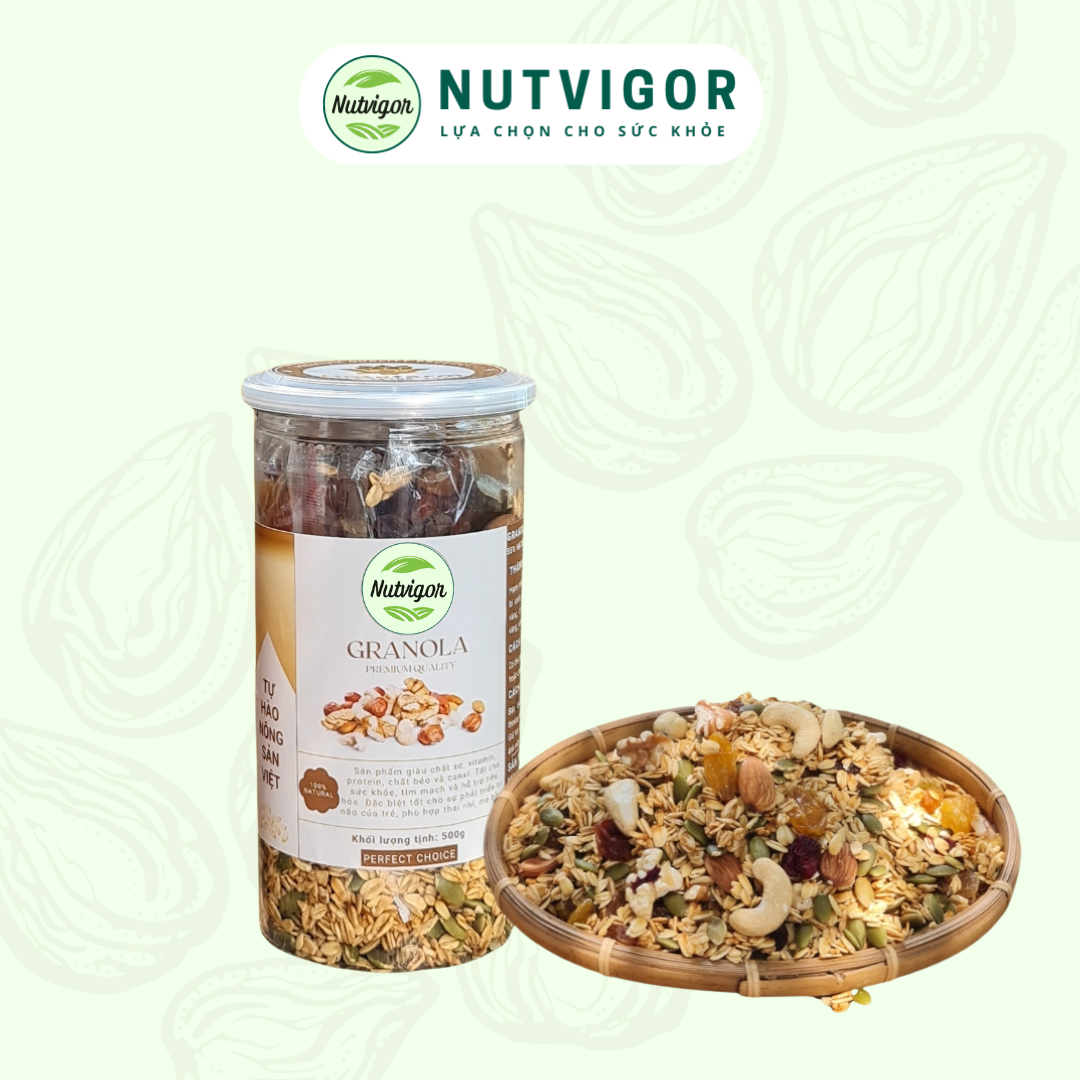 Nutvigor
NUTVIGOR
LỰA CHỌN CHO SỨC KHỎE
Nutvigor
GRANOLA
PREMIUM QUALITY
TỰ
HÀO
NÔNG
SẢN
VIỆT
100%
NATURAL
Sản phẩm giàu chất xơ, vitamin,
protein, chất béo và canxi. Tốt cho
sức khỏe, tim mạch và hỗ trợ tiêu
hóa. Đặc biệt tốt cho sự phát triển trí
não của trẻ, phù hợp thai nhi, mẹ
Khối lượng tịnh: 500g
PERFECT CHOICE